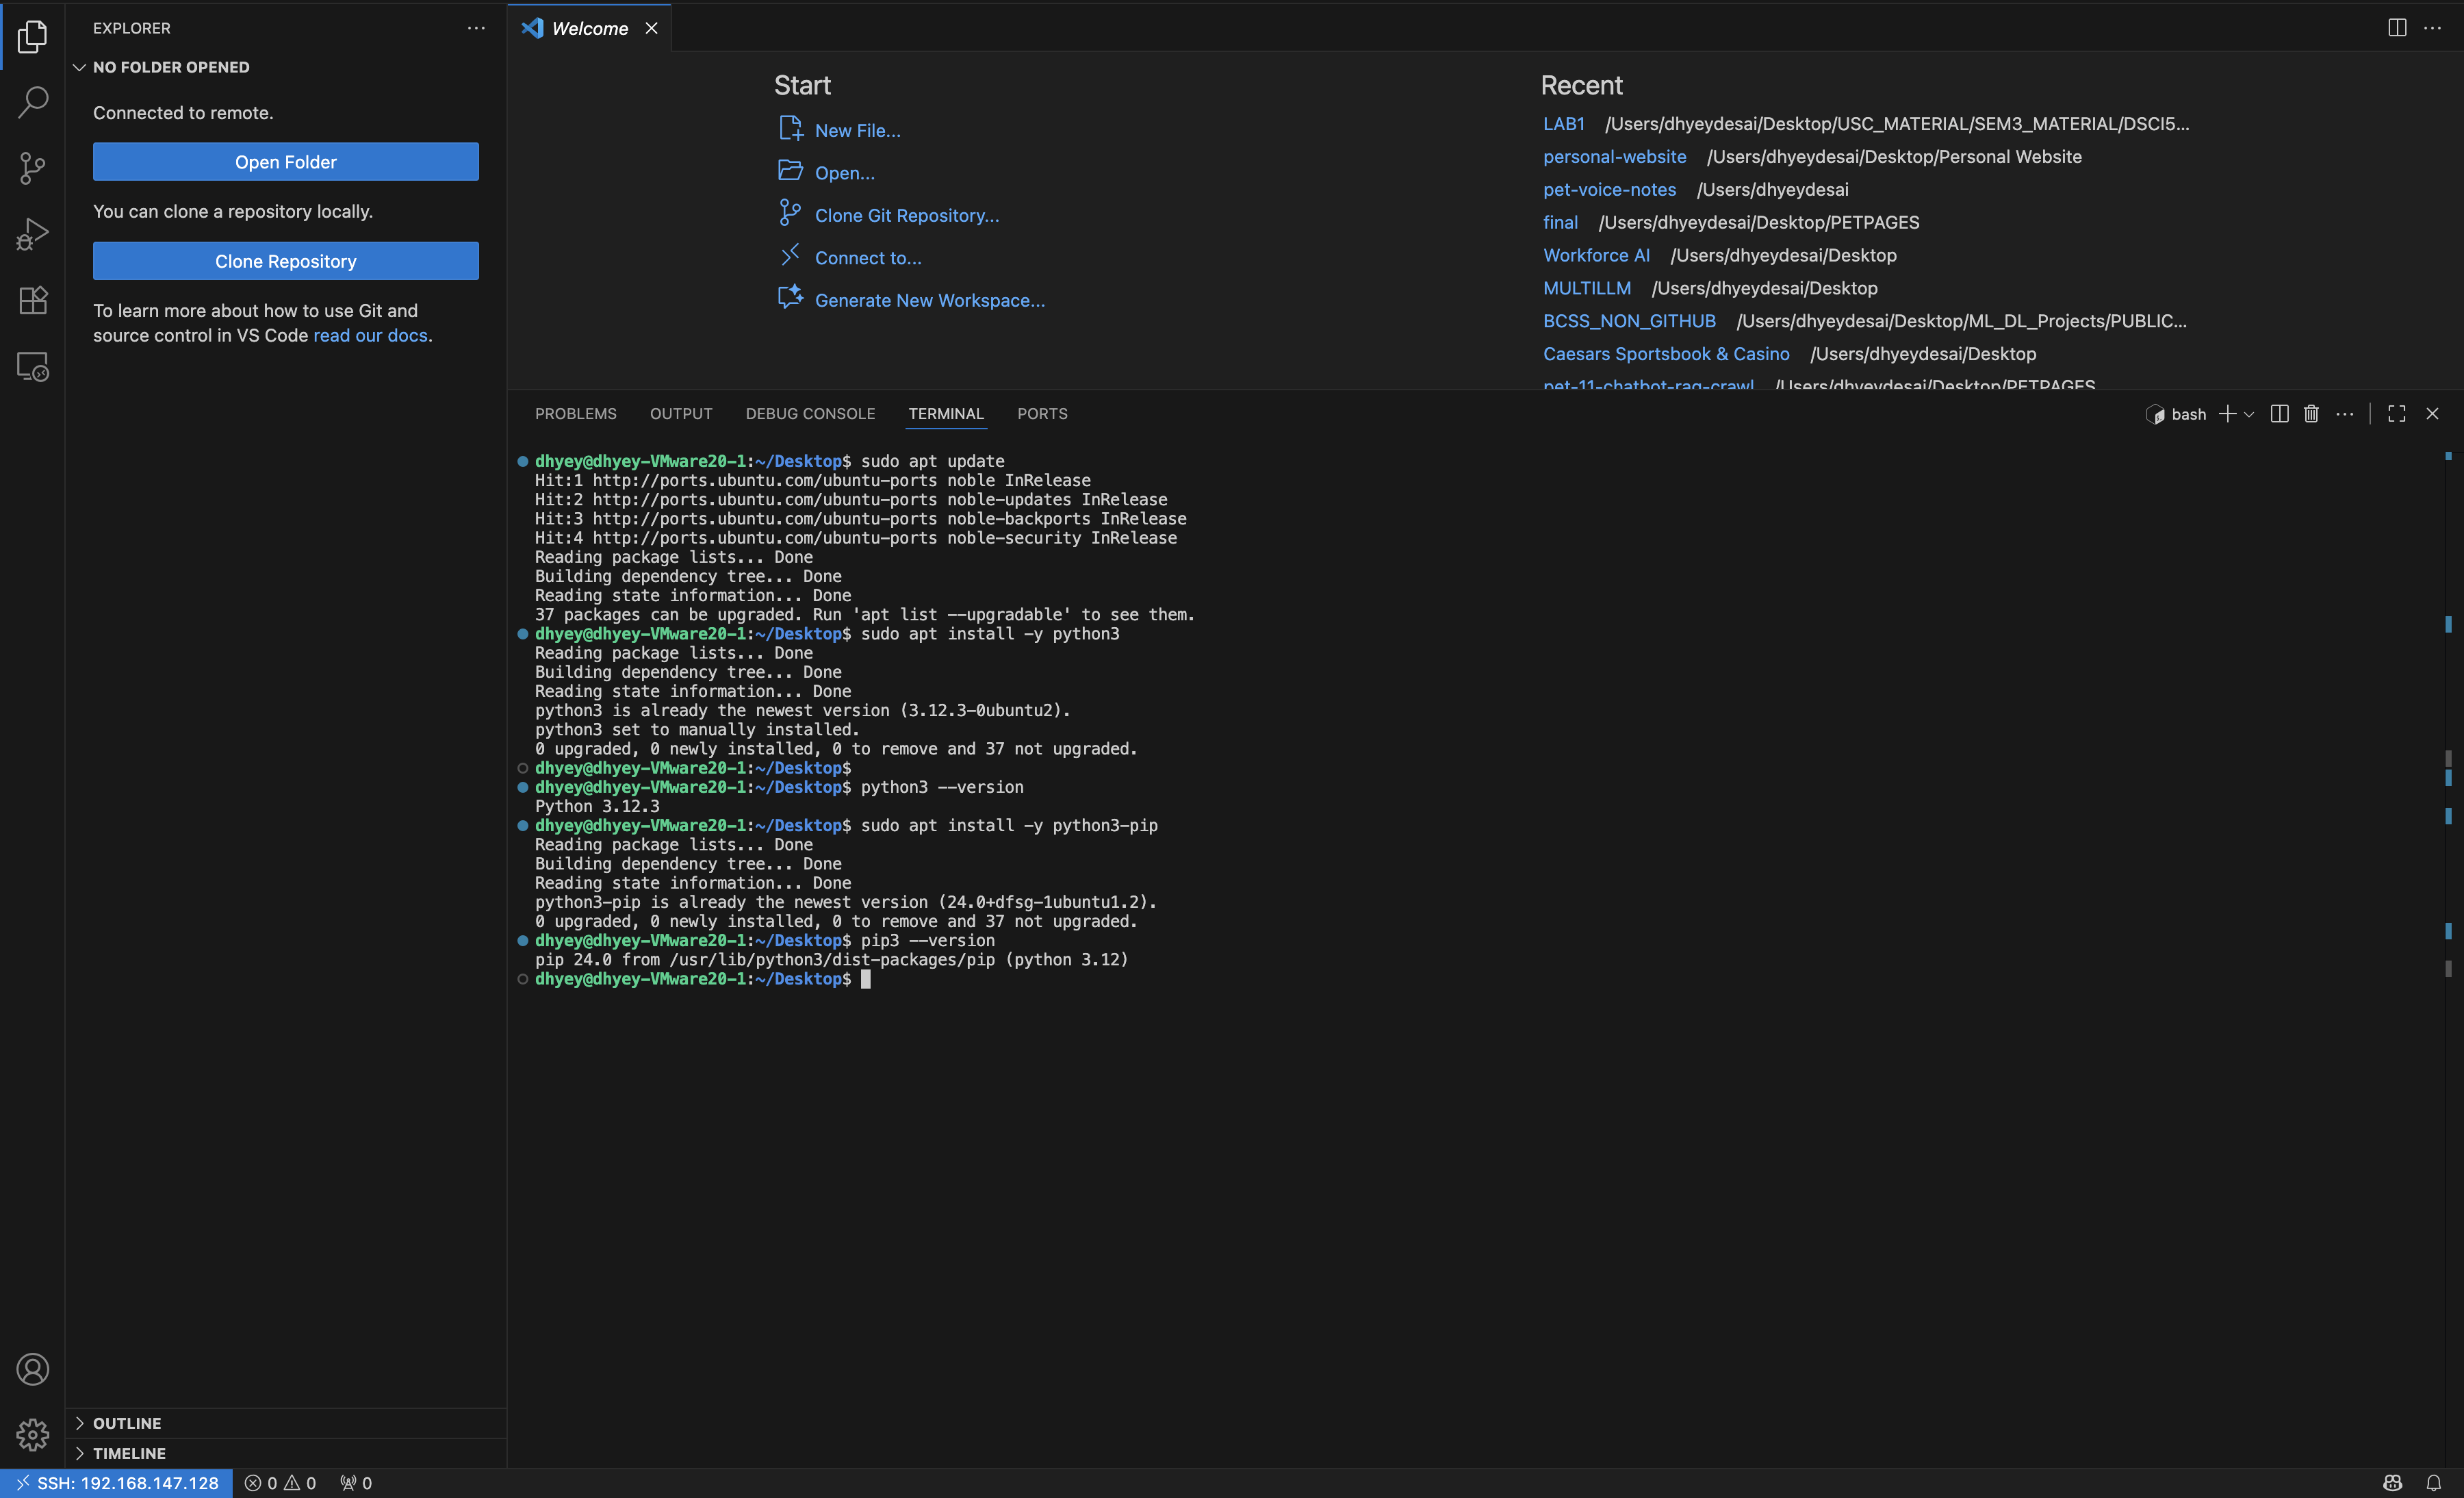 EXPLORER
NO FOLDER OPENED
Connected to remote.
Open Folder
You can clone a repository locally.
Clone Repository
To learn more about how to use Git and
source control in VS Code read our docs.
OUTLINE
TIMELINE
Welcome
Start
New File...
Open...
Clone Git Repository...
Connect to...
Generate New Workspace...
Recent
LAB1 /Users/dhyeydesai/Desktop/USC_MATERIAL/SEM3_MATERIAL/DSCI5...
personal-website /Users/dhyeydesai/Desktop/Personal Website
pet-voice-notes /Users/dhyeydesai
final /Users/dhyeydesai/Desktop/PETPAGES
Workforce AI /Users/dhyeydesai/Desktop
MULTILLM /Users/dhyeydesai/Desktop
BCSS_NON_GITHUB /Users/dhyeydesai/Desktop/ML_DL_Projects/PUBLIC...
Caesars Sportsbook & Casino /Users/dhyeydesai/Desktop
pet-11-chatbot-rag-crawl /Users/dhyeydesai/Desktop/PETPAGES
PROBLEMS OUTPUT DEBUG CONSOLE TERMINAL PORTS
bash
dhyey@dhyey-VMware20-1:~/Desktop$ sudo apt update
Hit:1 http://ports.ubuntu.com/ubuntu-ports noble InRelease
Hit:2 http://ports.ubuntu.com/ubuntu-ports noble-updates InRelease
Hit:3 http://ports.ubuntu.com/ubuntu-ports noble-backports InRelease
Hit:4 http://ports.ubuntu.com/ubuntu-ports noble-security InRelease
Reading package lists... Done
Building dependency tree... Done
Reading state information... Done
37 packages can be upgraded. Run 'apt list --upgradable' to see them.
dhyey@dhyey-VMware20-1:~/Desktop$ sudo apt install -y python3
Reading package lists... Done
Building dependency tree... Done
Reading state information... Done
python3 is already the newest version (3.12.3-0ubuntu2).
python3 set to manually installed.
0 upgraded, 0 newly installed, 0 to remove and 37 not upgraded.
dhyey@dhyey-VMware20-1:~/Desktop$
dhyey@dhyey-VMware20-1:~/Desktop$ python3 --version
Python 3.12.3
dhyey@dhyey-VMware20-1:~/Desktop$ sudo apt install -y python3-pip
Reading package lists... Done
Building dependency tree... Done
Reading state information... Done
python3-pip is already the newest version (24.0+dfsg-1ubuntu1.2).
0 upgraded, 0 newly installed, 0 to remove and 37 not upgraded.
dhyey@dhyey-VMware20-1:~/Desktop$ pip3 --version
pip 24.0 from /usr/lib/python3/dist-packages/pip (python 3.12)
dhyey@dhyey-VMware20-1:~/Desktop$
SSH: 192.168.147.128 0 0 0